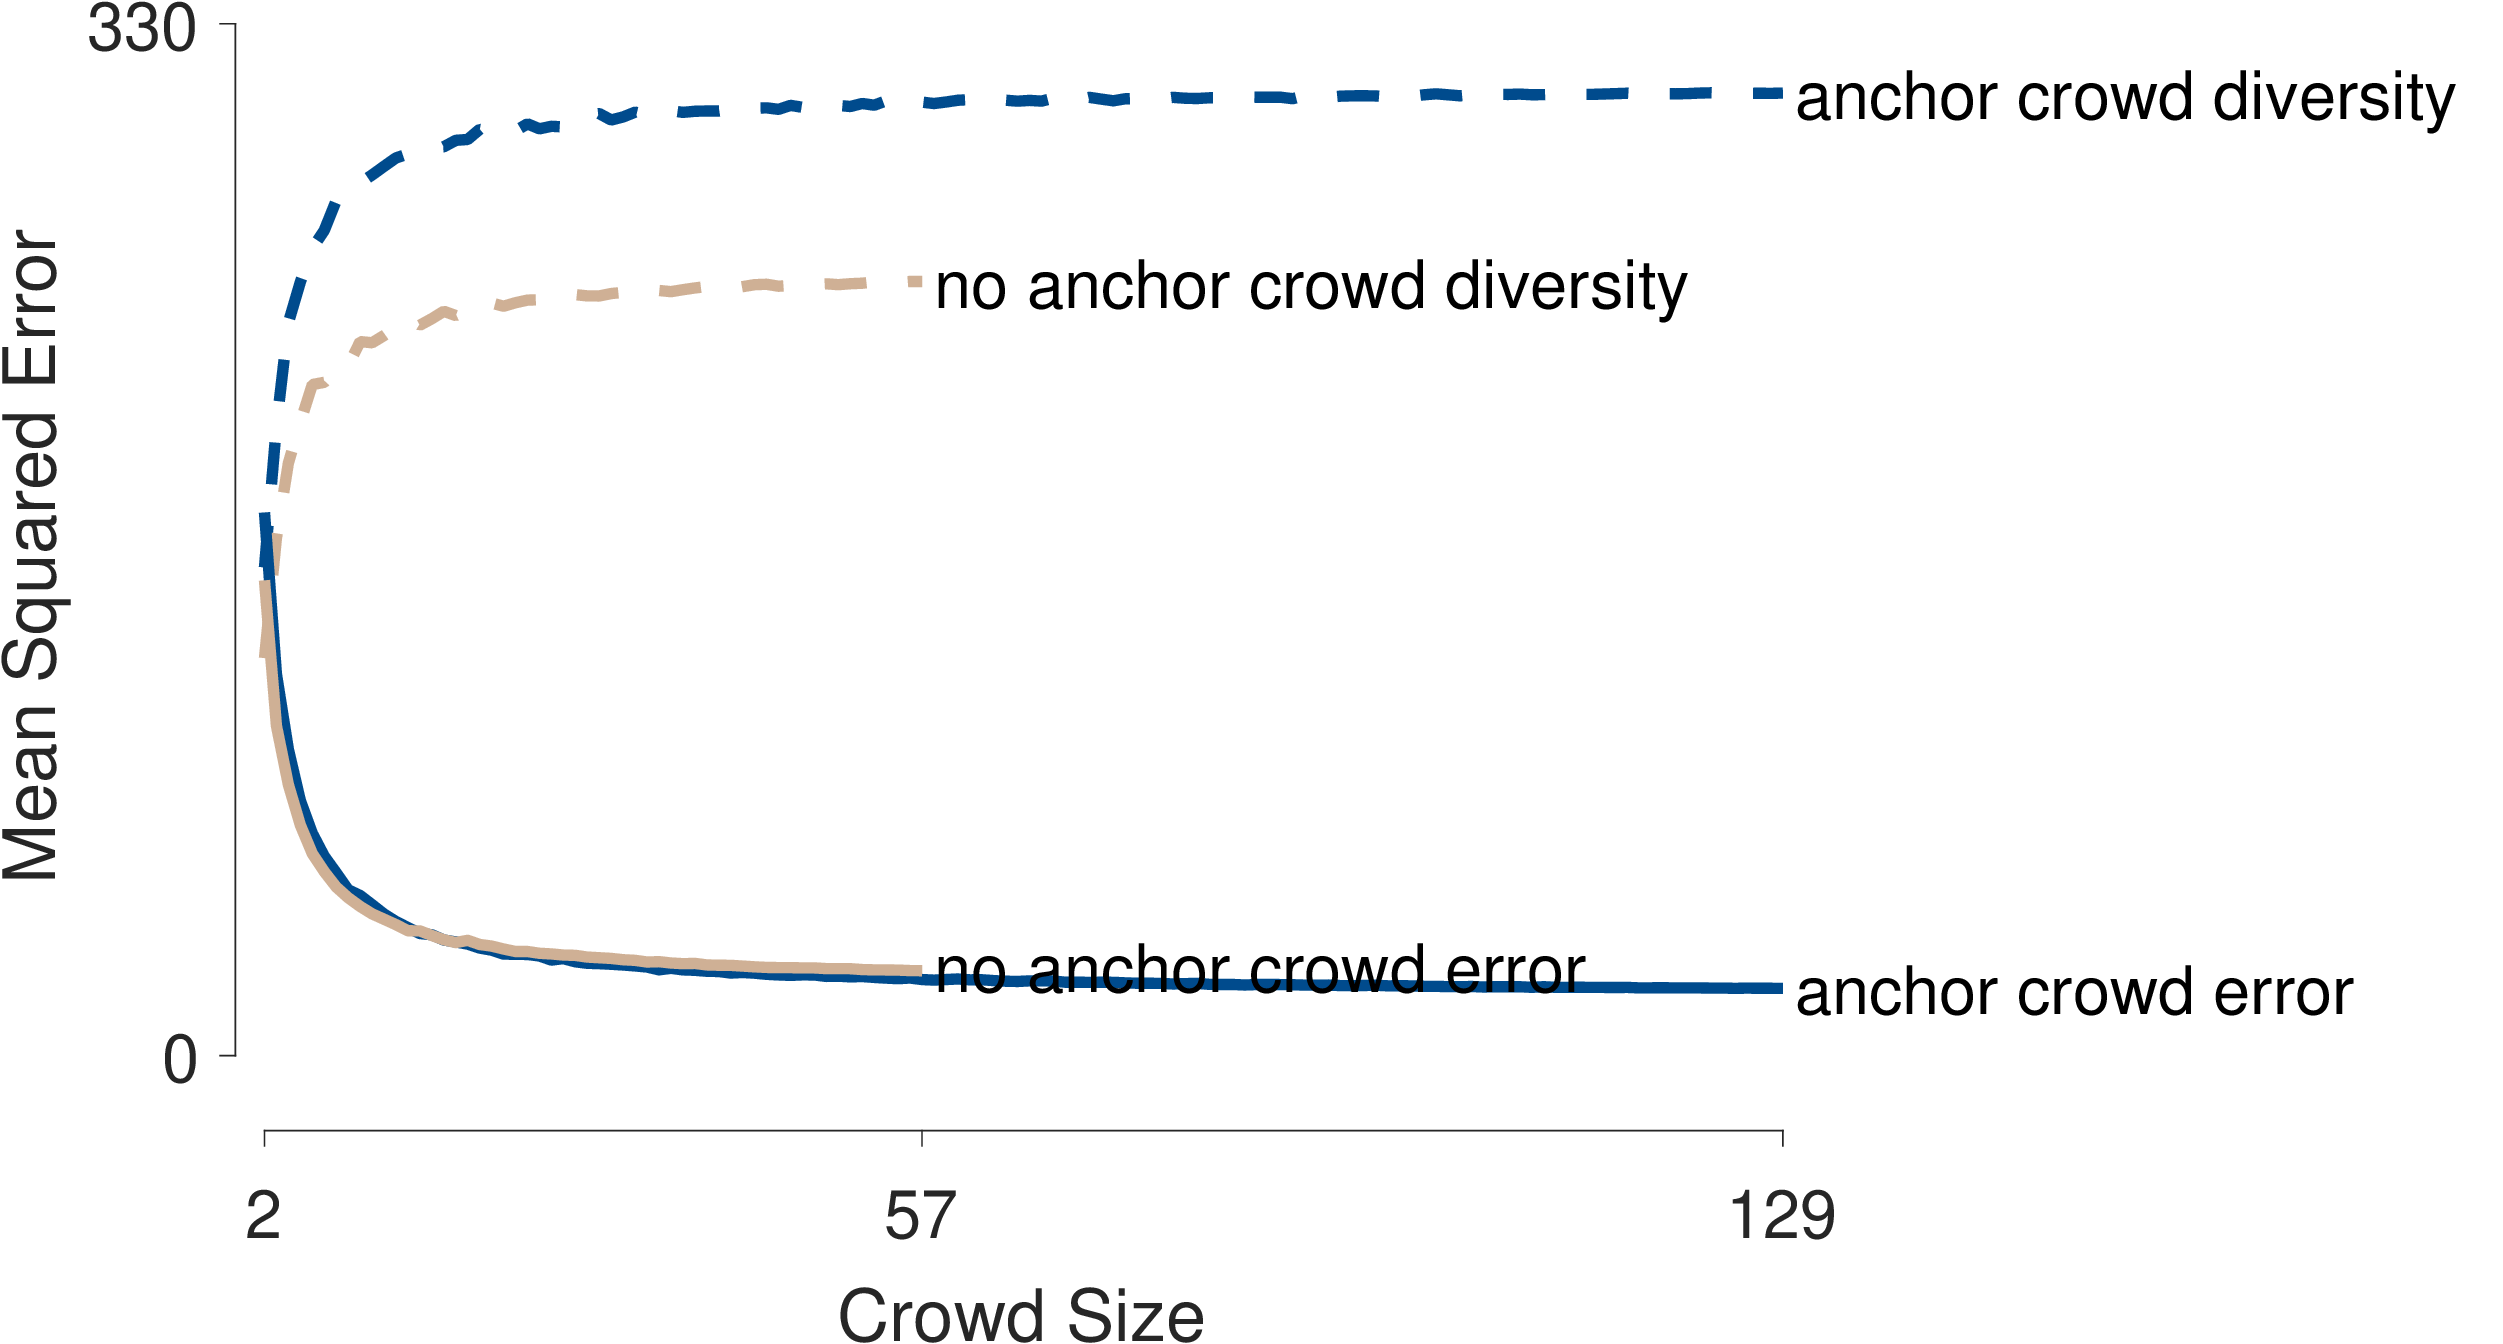 330
Mean Squared Error
0
anchor crowd diversity
no anchor crowd diversity
no anchor crowd error
anchor crowd error
2
57
129
Crowd Size